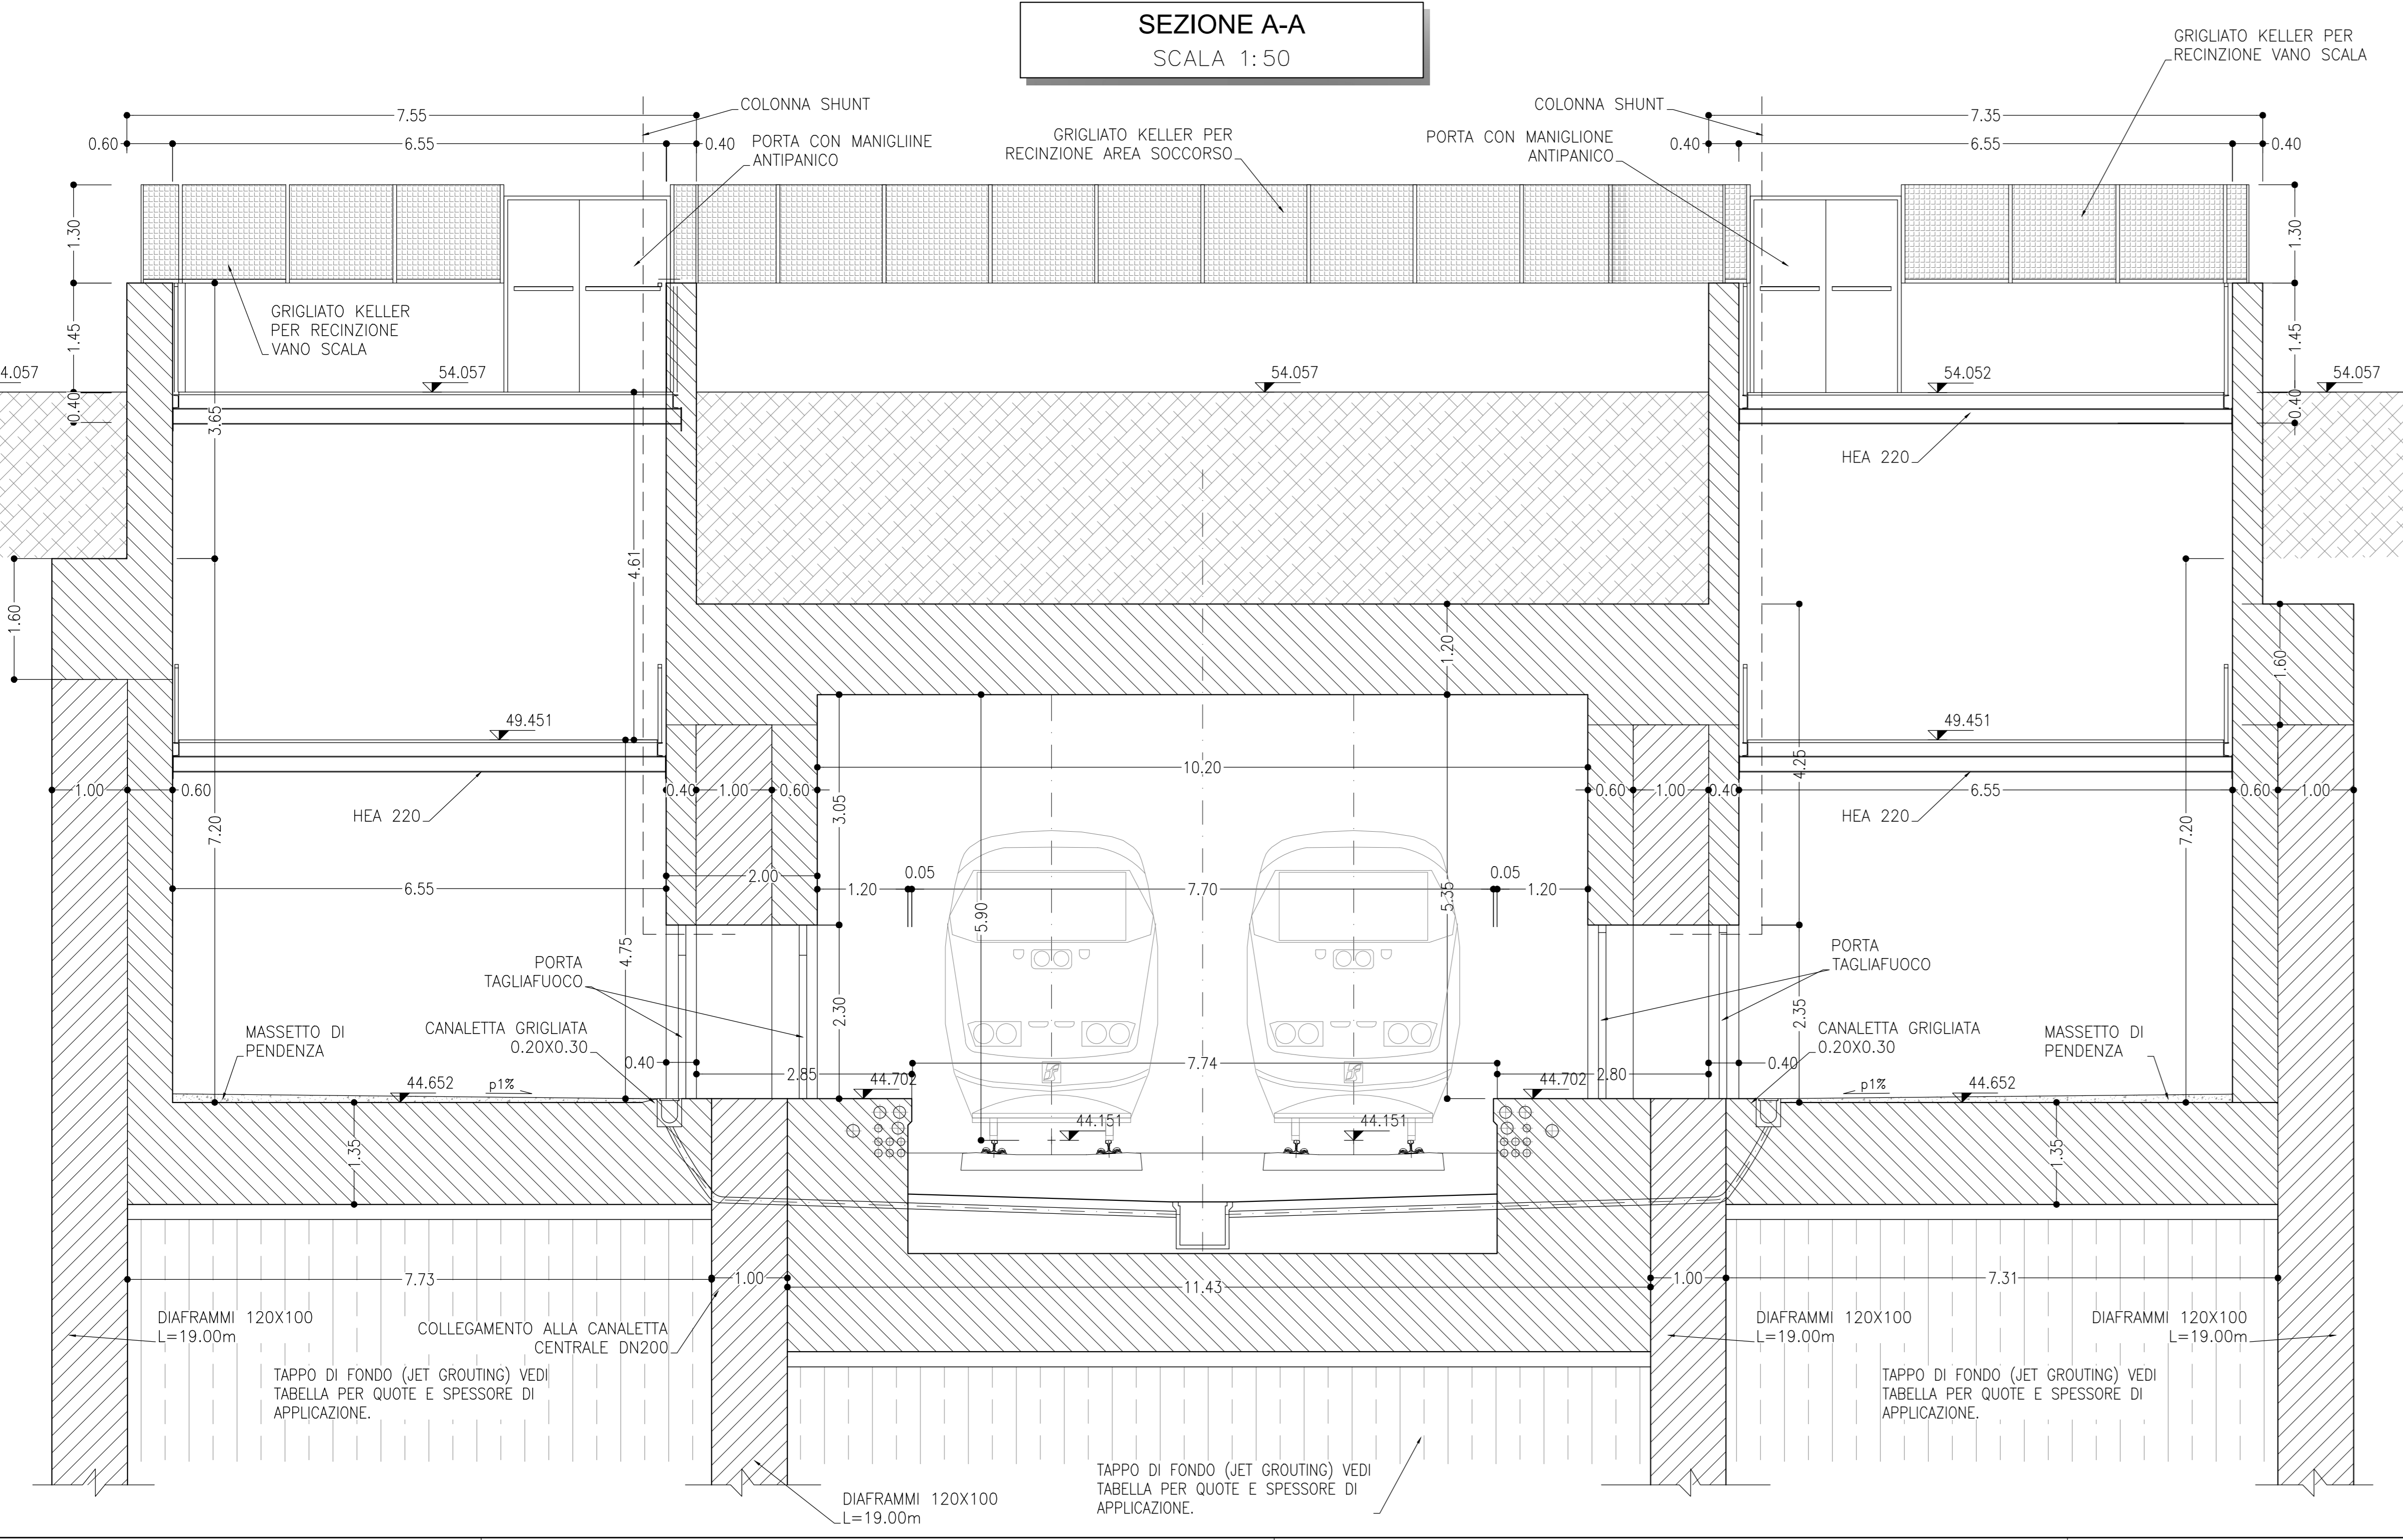 SEZIONE A-A
SCALA 1:50
GRIGLIATO KELLER PER
RECINZIONE VANO SCALA
COLONNA SHUNT
COLONNA SHUNT
7.55
7.35
0.60
6.55
0.40
PORTA CON MANIGLIINE
ANTIPANICO
GRIGLIATO KELLER PER
RECINZIONE AREA SOCCORSO
PORTA CON MANIGLIONE
ANTIPANICO
0.40
6.55
0.40
1.30
1.30
GRIGLIATO KELLER
PER RECINZIONE
VANO SCALA
1.45
1.45
4.057
54.057
54.057
54.052
54.057
0.40
0.40
3.65
HEA 220
4.61
1.60
1.20
1.60
49.451
49.451
10.20
4.25
1.00
0.60
0.40
1.00
0.60
0.60
1.00
0.40
6.55
0.60
1.00
HEA 220
HEA 220
7.20
3.05
7.20
6.55
2.00
1.20
0.05
7.70
0.05
1.20
5.90
5.35
4.75
PORTA
TAGLIAFUOCO
PORTA
TAGLIAFUOCO
2.30
2.35
MASSETTO DI
PENDENZA
CANALETTA GRIGLIATA
0.20X0.30
CANALETTA GRIGLIATA
0.20X0.30
MASSETTO DI
PENDENZA
0.40
2.85
7.74
2.80
0.40
44.652
p1%
44.702
44.702
p1%
44.652
44.151
44.151
1.35
1.35
7.73
1.00
11.43
1.00
7.31
DIAFRAMMI 120X100
L=19.00m
COLLEGAMENTO ALLA CANALETTA
CENTRALE DN200
DIAFRAMMI 120X100
L=19.00m
DIAFRAMMI 120X100
L=19.00m
TAPPO DI FONDO (JET GROUTING) VEDI
TABELLA PER QUOTE E SPESSORE DI
APPLICAZIONE.
TAPPO DI FONDO (JET GROUTING) VEDI
TABELLA PER QUOTE E SPESSORE DI
APPLICAZIONE.
TAPPO DI FONDO (JET GROUTING) VEDI
TABELLA PER QUOTE E SPESSORE DI
APPLICAZIONE.
DIAFRAMMI 120X100
L=19.00m